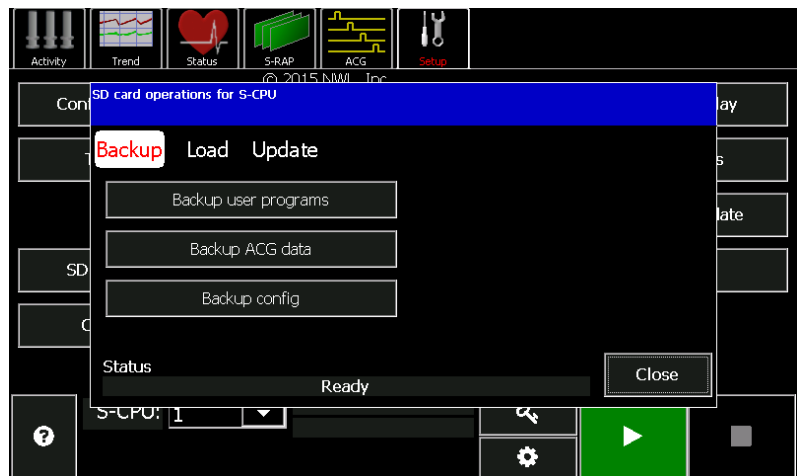 Activity Trend Status S-RAP ACG Setup
© 2015 NWL, Inc
SD card operations for S-CPU
Backup Load Update
Backup user programs
Backup ACG data
Backup config
Status
Ready
Close
S-CPU: 1
?